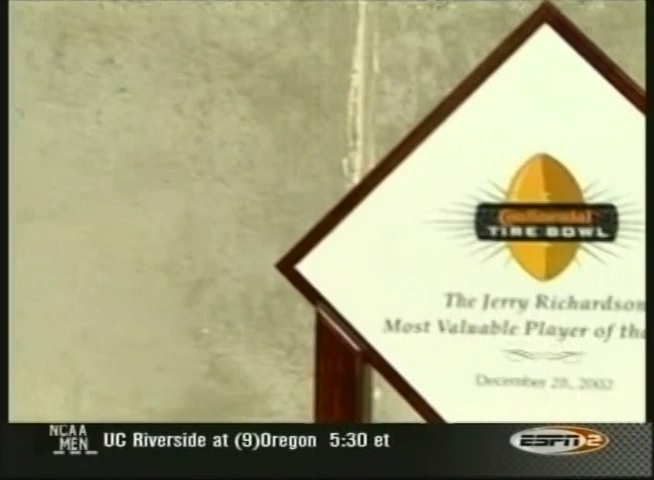 Continental
TIRE BOWL
The Jerry Richardson
Most Valuable Player of the
December 28, 2002
NCAA
MEN
UC Riverside at (9)Oregon 5:30 et
ESPN2